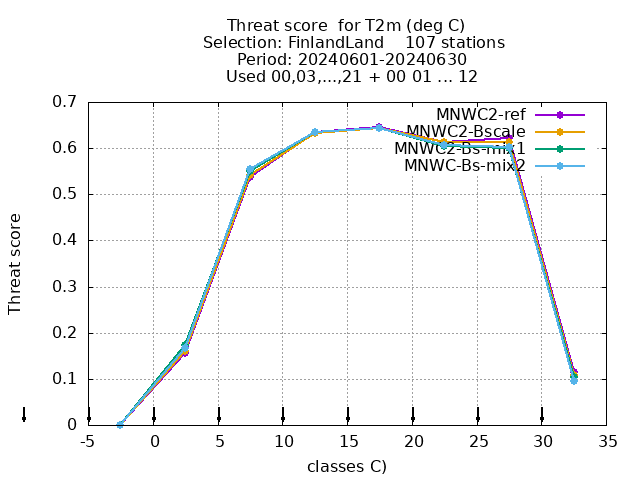 Threat score  for T2m (deg C)
Selection: FinlandLand    107 stations
Period: 20240601-20240630
Used 00,03,...,21 + 00 01 ... 12
MNWC2-ref
MNWC2-Bscale
MNWC2-Bs-mix1
MNWC-Bs-mix2
0.7
0.6
0.5
0.4
0.3
0.2
0.1
0
Threat score
-5
0
5
10
15
20
25
30
35
classes C)